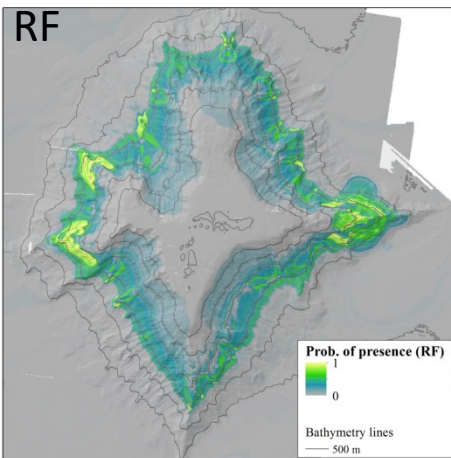 RF
Prob. of presence (RF)
1
0
Bathymetry lines
500 m